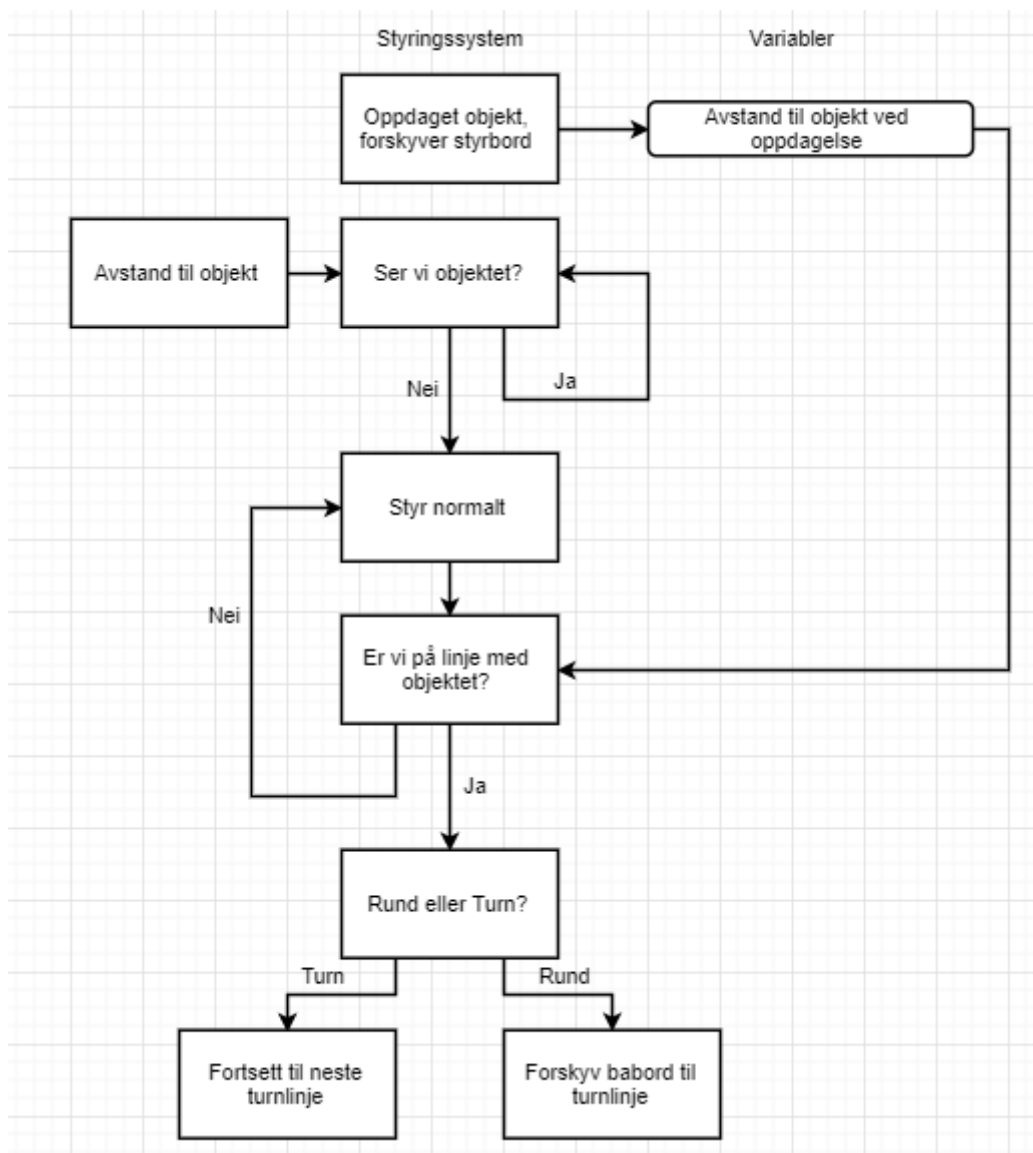 Styringssystem
Variabler
Oppdaget objekt,
forskyver styrbord
Avstand til objekt ved
oppdagelse
Avstand til objekt
Ser vi objektet?
Nei
Ja
Styr normalt
Nei
Er vi på linje med
objektet?
Ja
Rund eller Turn?
Turn
Rund
Fortsett til neste
turnlinje
Forskyv babord til
turnlinje